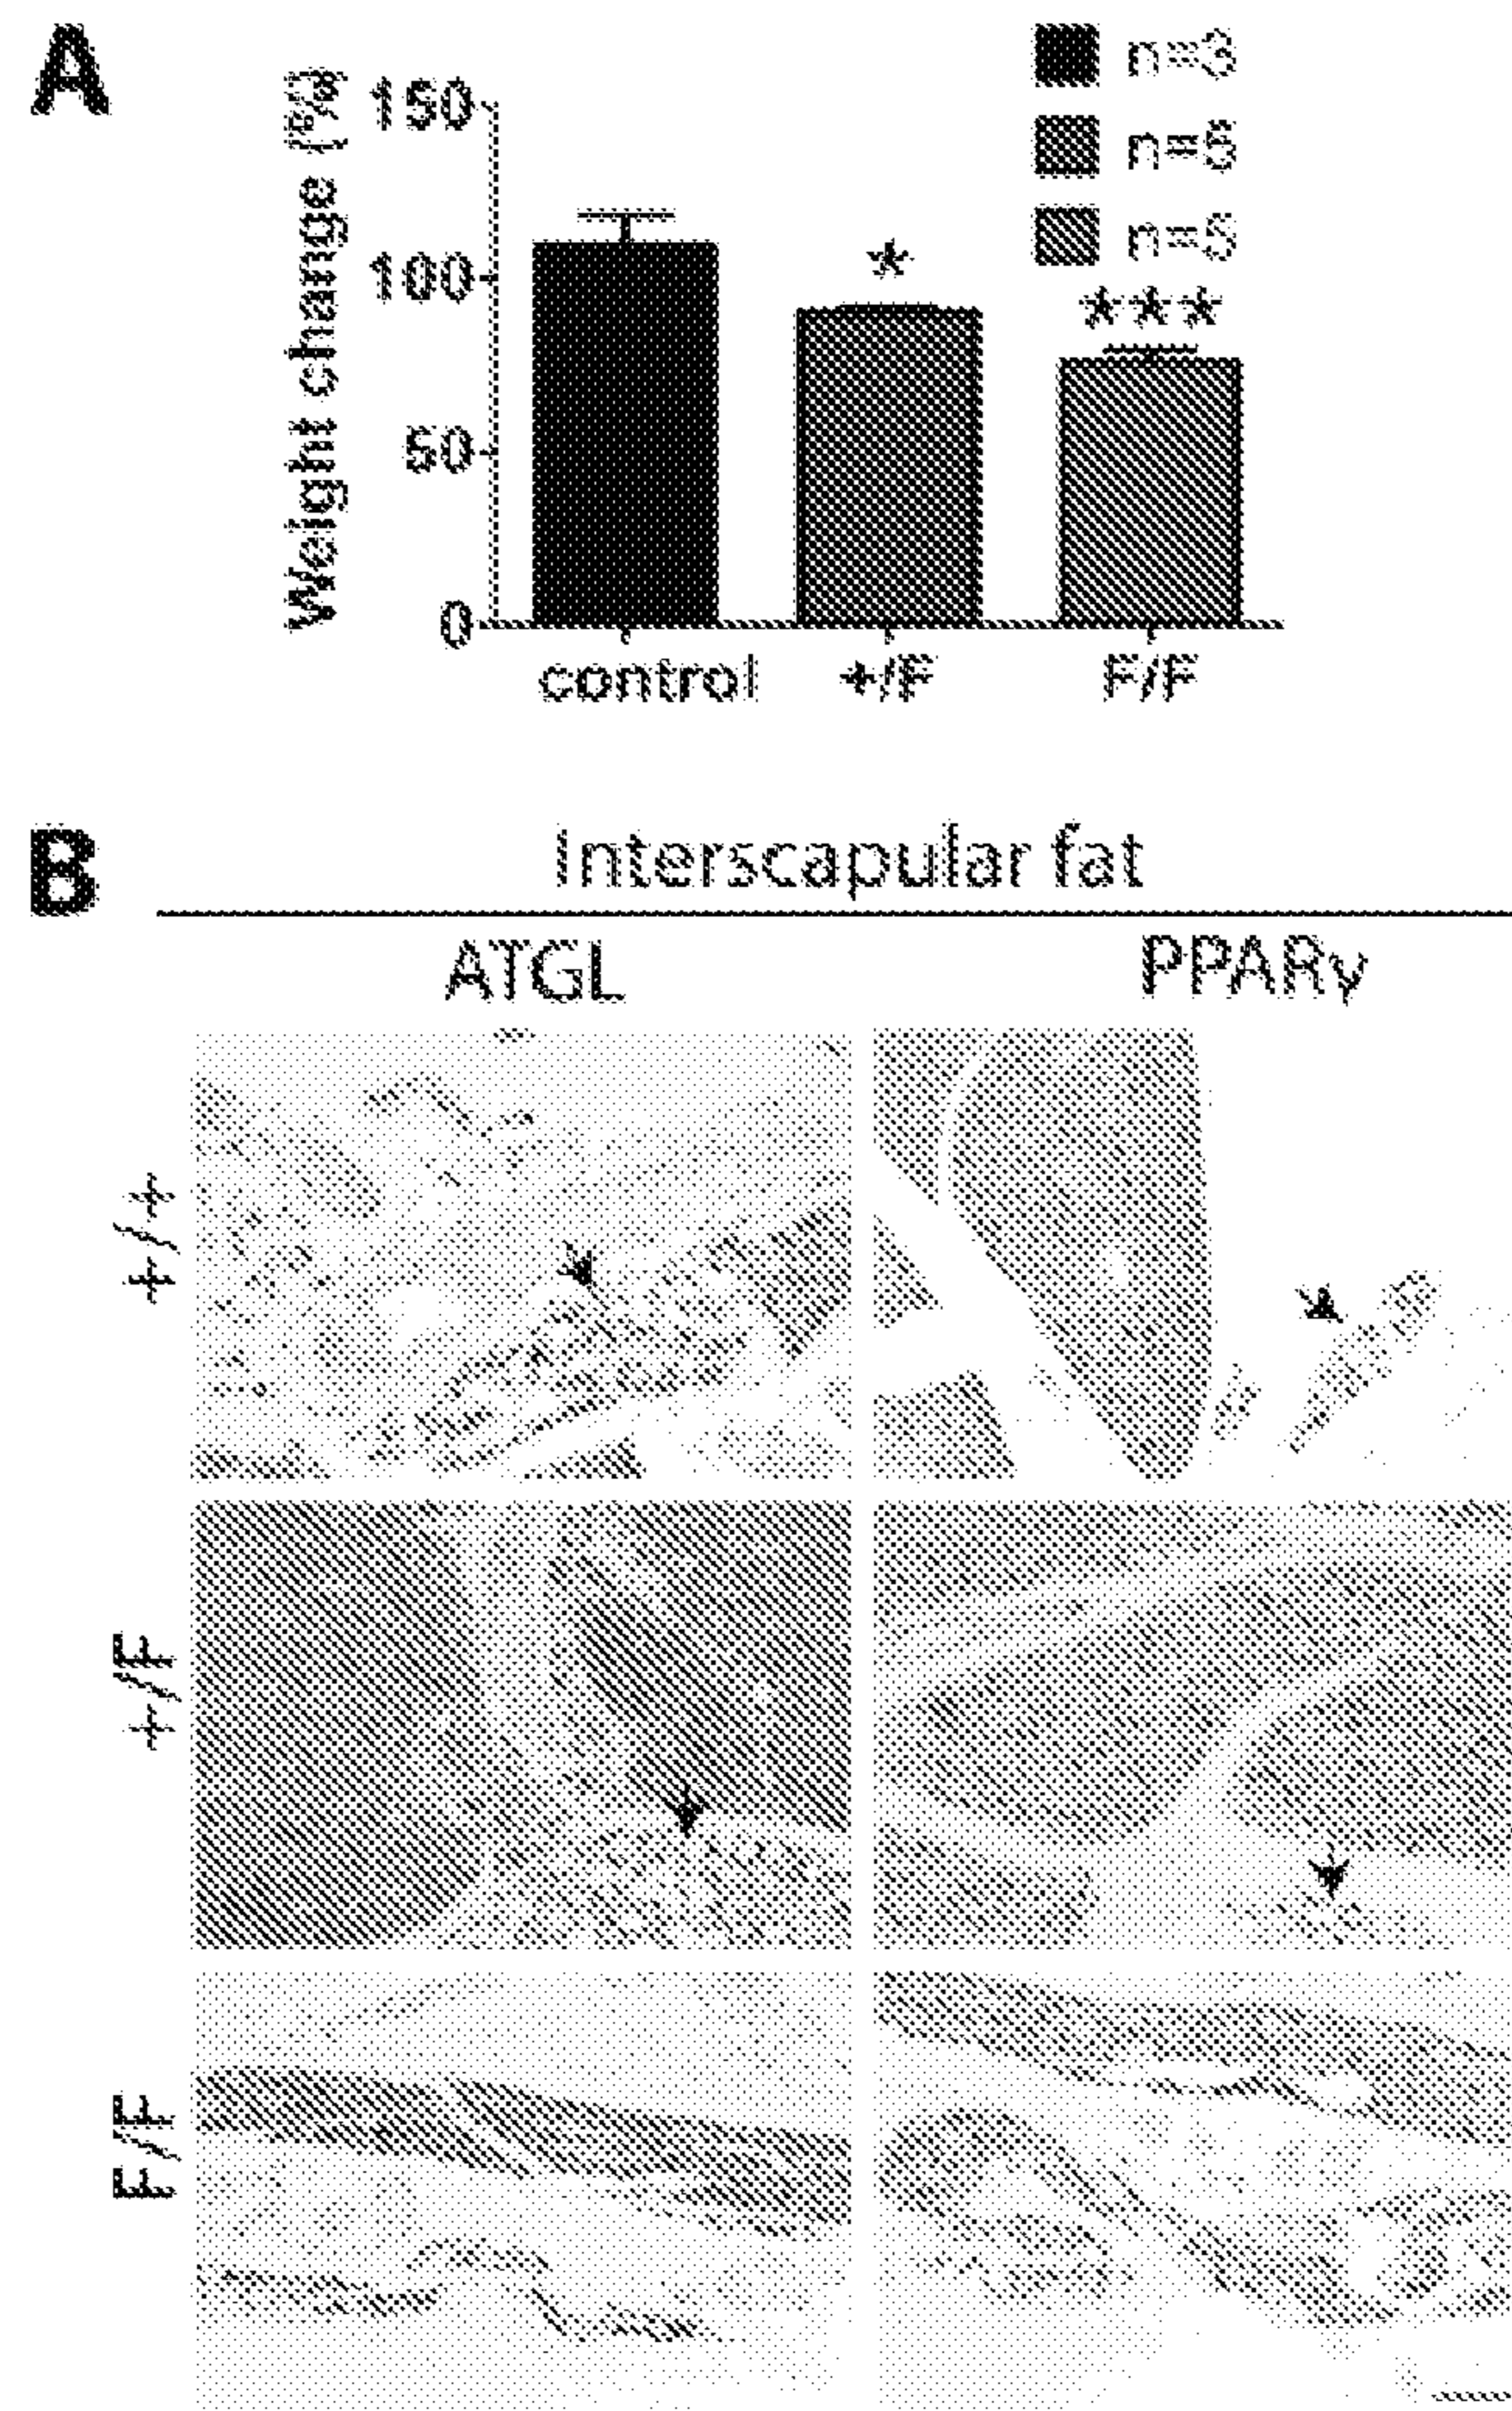 A
Weight change (%)
150
100
50
0
n=3
n=5
n=5
*
***
control +/F F/F
B
Interscapular fat
ATGL PPARγ
+/+
+/F
F/F